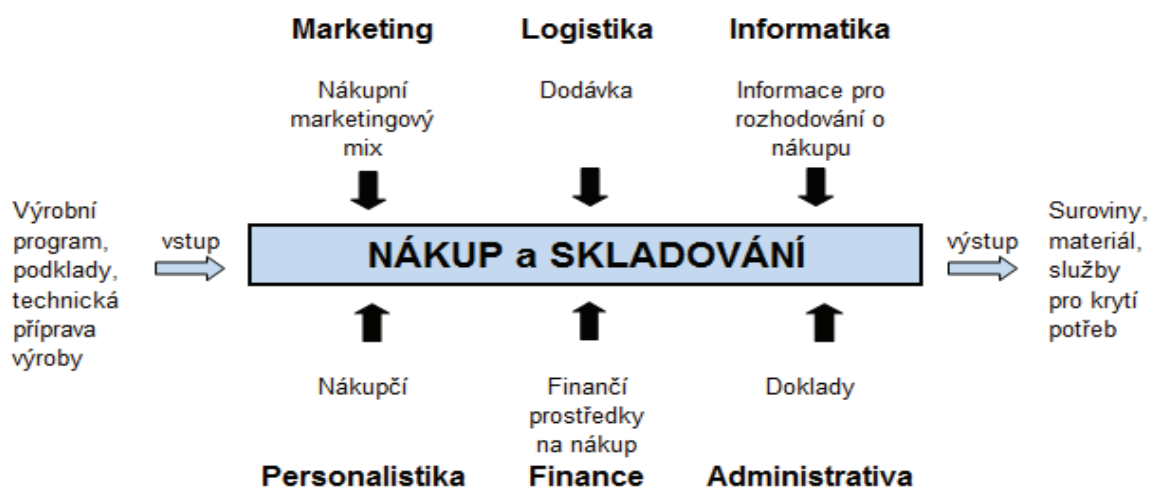 Marketing
Logistika
Informatika
Nákupní
marketingový
mix
Dodávka
Informace pro
rozhodování o
nákupu
Výrobní
program,
podklady,
technická
příprava
výroby
vstup
NÁKUP a SKLADOVÁNÍ
výstup
Suroviny,
materiál,
služby
pro krytí
potřeb
Nákupčí
Finančí
prostředky
na nákup
Doklady
Personalistika
Finance
Administrativa